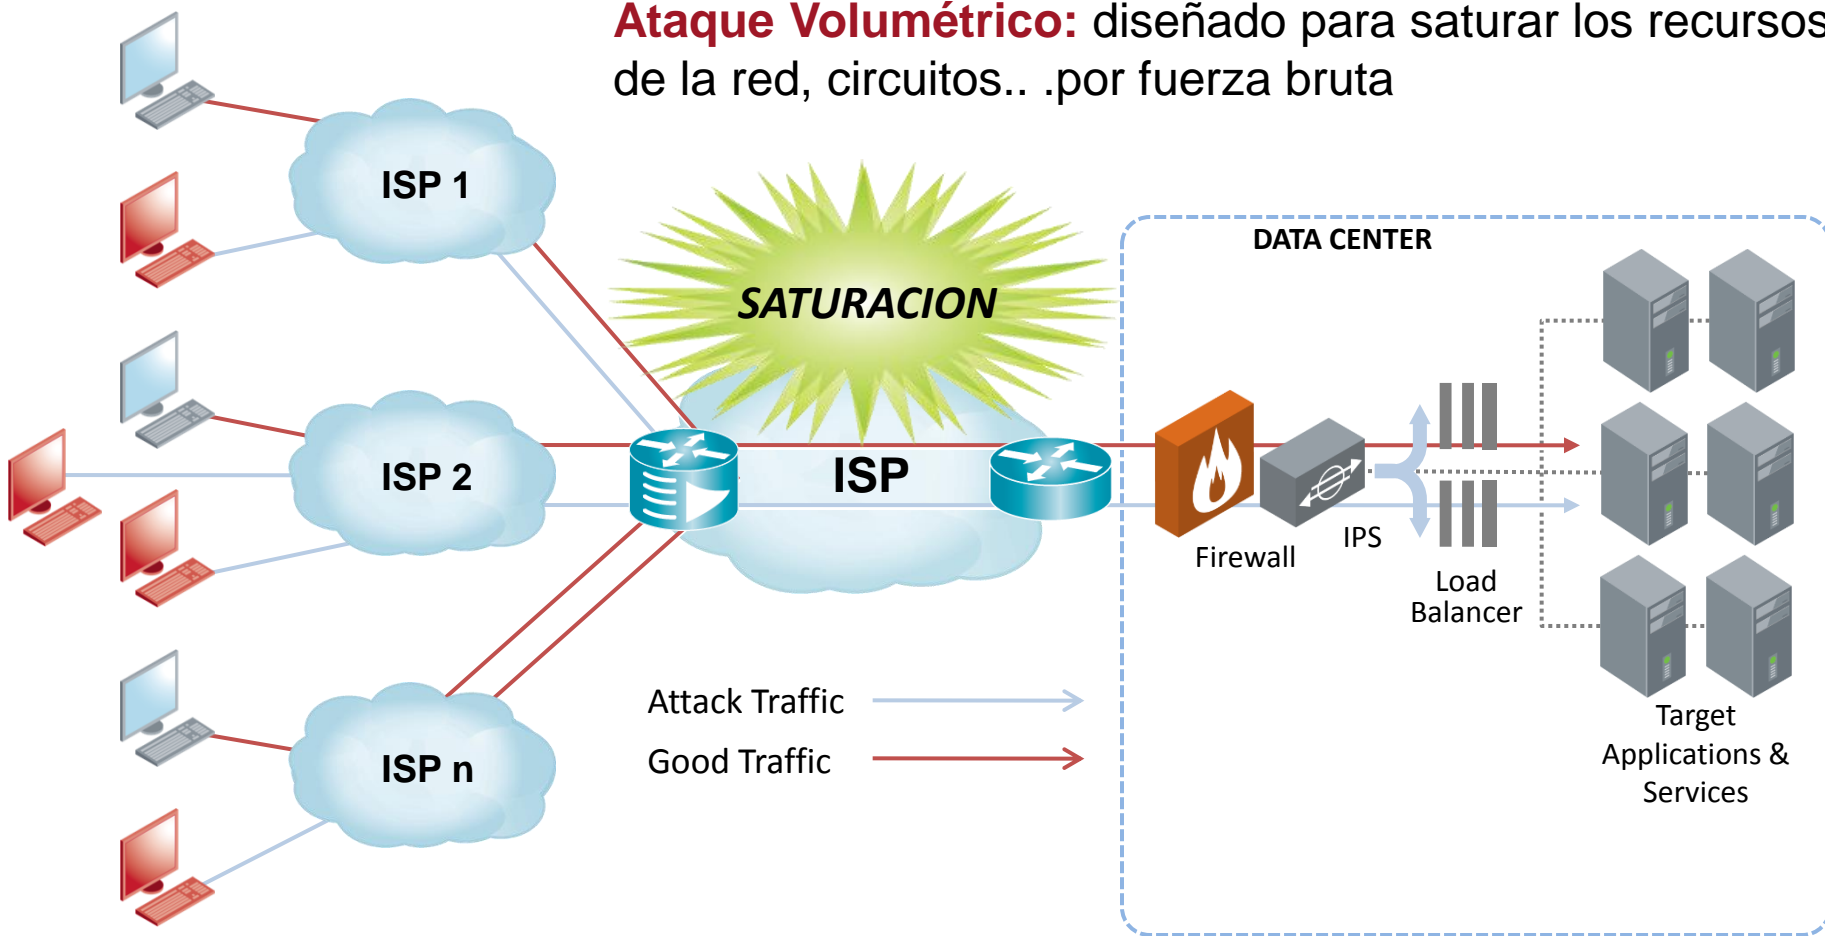 Ataque Volumétrico: diseñado para saturar los recursos
de la red, circuitos.. .por fuerza bruta
ISP 1
SATURACION
DATA CENTER
ISP 2
ISP
Firewall
IPS
Load
Balancer
ISP n
Attack Traffic
Good Traffic
Target
Applications &
Services